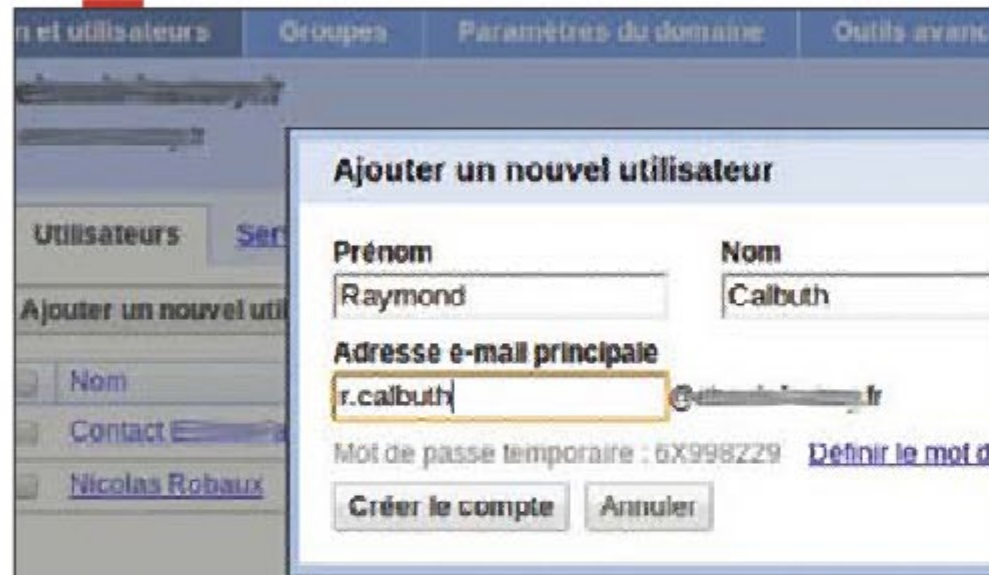 n et utilisateurs Groupes Paramètres du domaine Outils avanc
.fr
Ajouter un nouvel utilisateur
Utilisateurs Ser
Prénom Nom
Raymond Calbuth
Ajouter un nouvel util
Adresse e-mail principale
Nom
r.calbuth @ .fr
Contact
Mot de passe temporaire : 6X998229 Définir le mot d
Nicolas Robaux
Créer le compte Annuler